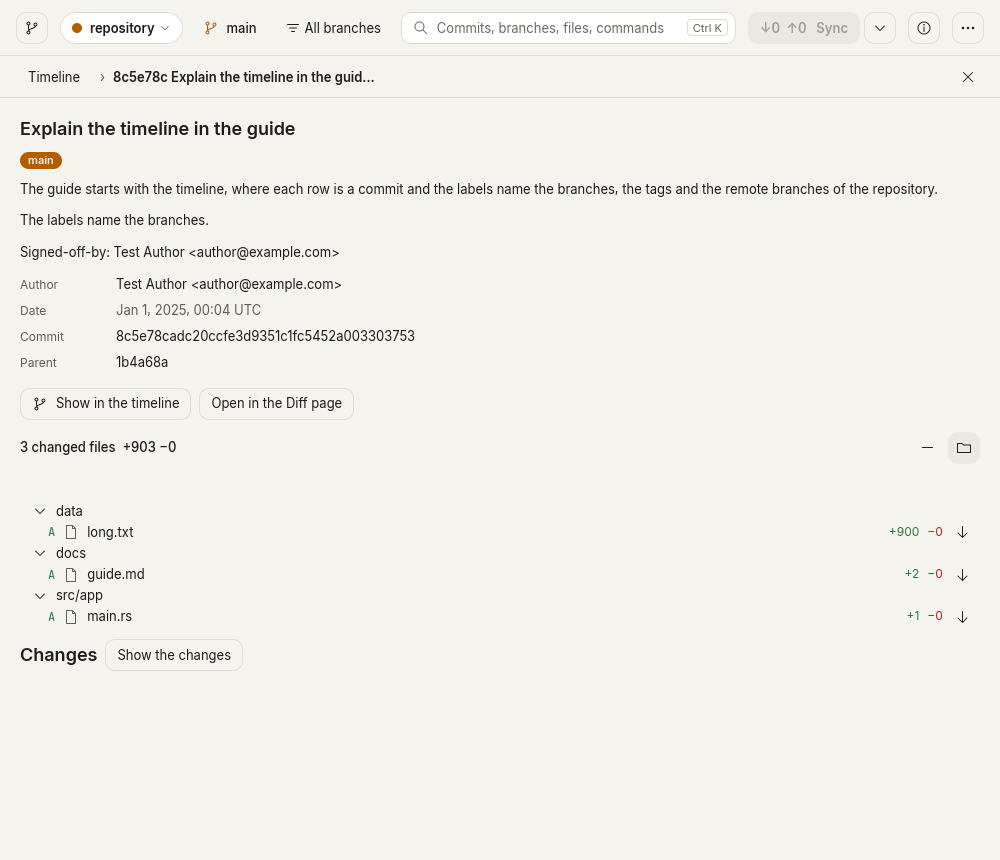 repository main All branches Commits, branches, files, commands Ctrl K ↓0 ↑0 Sync
Timeline › 8c5e78c Explain the timeline in the guid…
Explain the timeline in the guide
main
The guide starts with the timeline, where each row is a commit and the labels name the branches, the tags and the remote branches of the repository.
The labels name the branches.
Signed-off-by: Test Author <author@example.com>
Author Test Author <author@example.com>
Date Jan 1, 2025, 00:04 UTC
Commit 8c5e78cadc20ccfe3d9351c1fc5452a003303753
Parent 1b4a68a
Show in the timeline Open in the Diff page
3 changed files +903 −0
data
A long.txt +900 −0
docs
A guide.md +2 −0
src/app
A main.rs +1 −0
Changes Show the changes